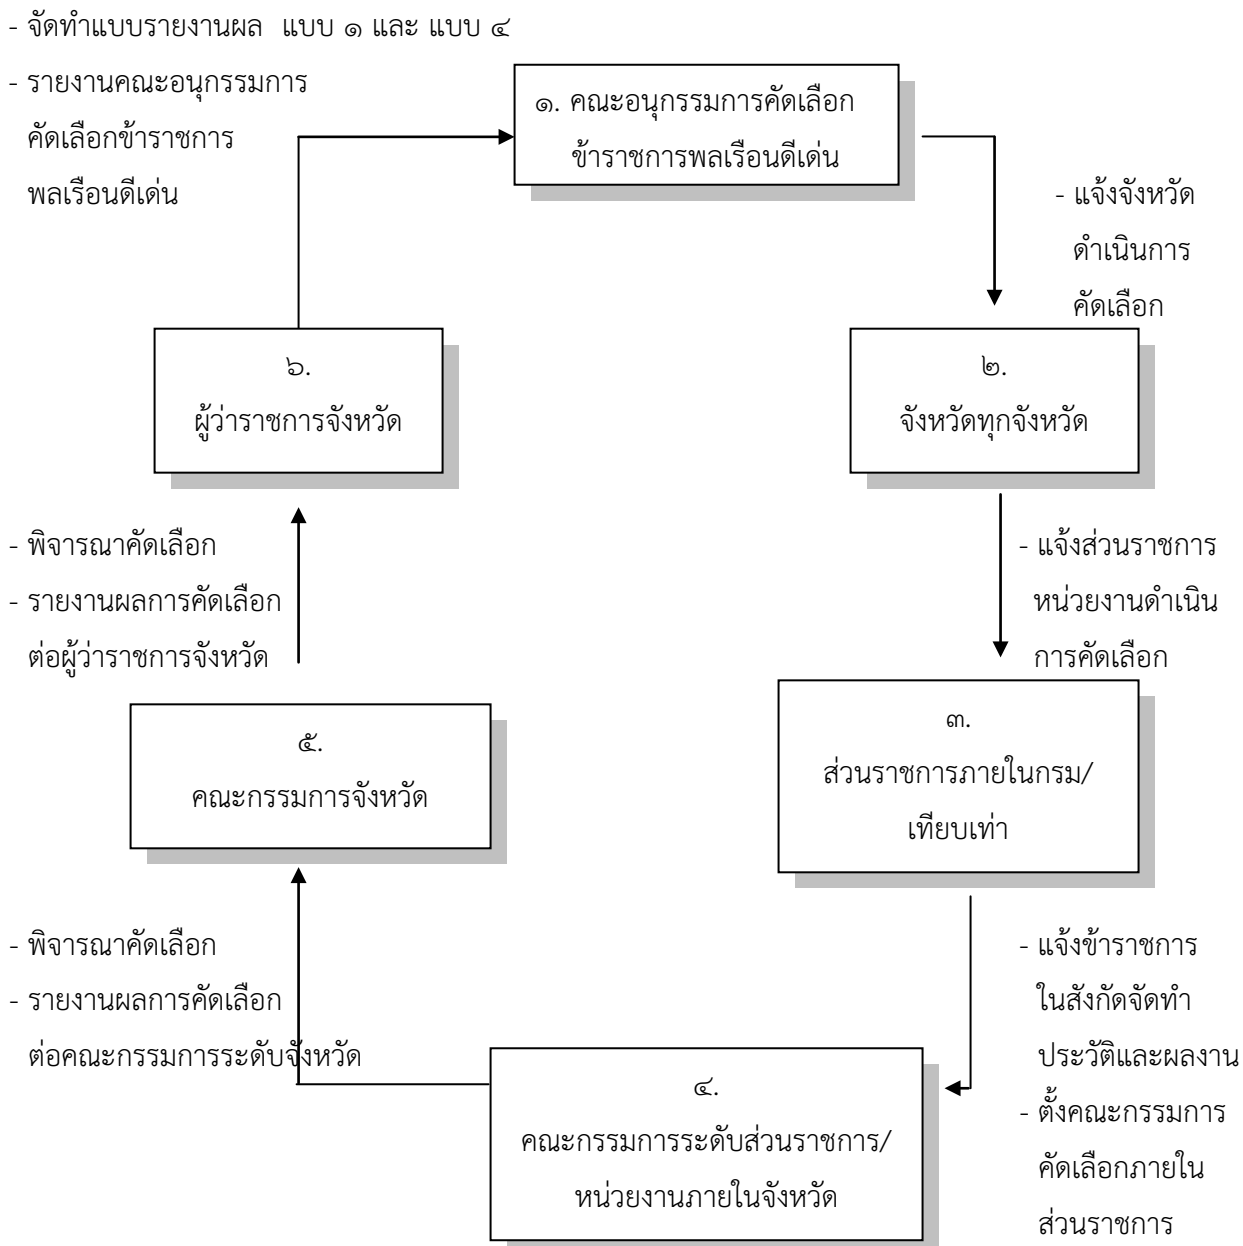 - จัดทำแบบรายงานผล แบบ ๑ และ แบบ ๔
- รายงานคณะอนุกรรมการ
คัดเลือกข้าราชการ
พลเรือนดีเด่น
๑. คณะอนุกรรมการคัดเลือก
ข้าราชการพลเรือนดีเด่น
- แจ้งจังหวัด
ดำเนินการ
คัดเลือก
๒.
จังหวัดทุกจังหวัด
- แจ้งส่วนราชการ
หน่วยงานดำเนิน
การคัดเลือก
๓.
ส่วนราชการภายในกรม/
เทียบเท่า
- แจ้งข้าราชการ
ในสังกัดจัดทำ
ประวัติและผลงาน
- ตั้งคณะกรรมการ
คัดเลือกภายใน
ส่วนราชการ
๔.
คณะกรรมการระดับส่วนราชการ/
หน่วยงานภายในจังหวัด
- พิจารณาคัดเลือก
- รายงานผลการคัดเลือก
ต่อคณะกรรมการระดับจังหวัด
๕.
คณะกรรมการจังหวัด
- พิจารณาคัดเลือก
- รายงานผลการคัดเลือก
ต่อผู้ว่าราชการจังหวัด
๖.
ผู้ว่าราชการจังหวัด